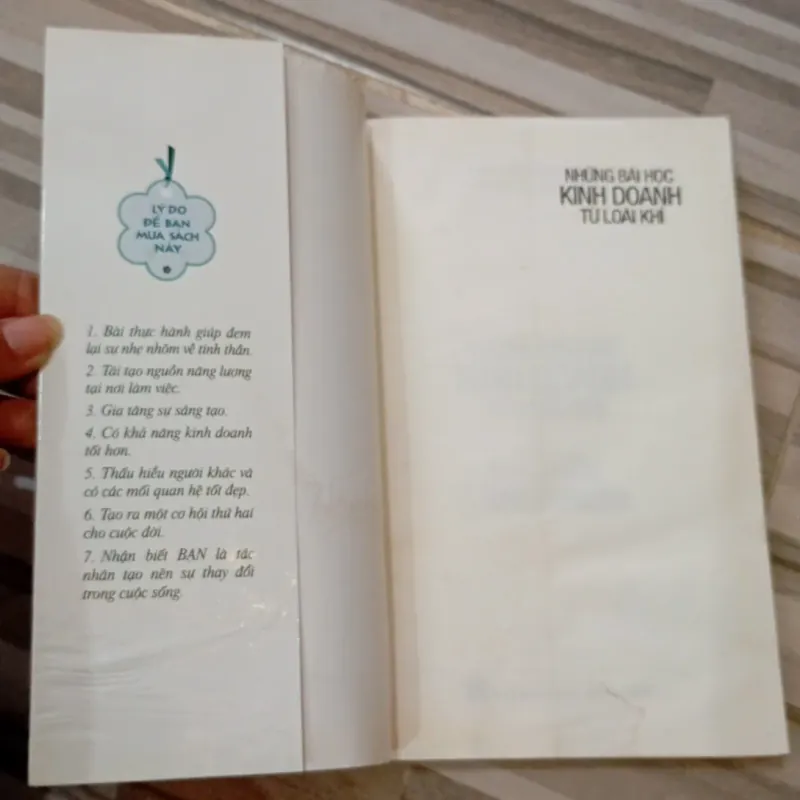 LÝ DO
ĐỂ BẠN
MUA SÁCH
NÀY
1. Bài thực hành giúp đem
lại sự nhẹ nhõm về tinh thần.
2. Tái tạo nguồn năng lượng
tại nơi làm việc.
3. Gia tăng sự sáng tạo.
4. Có khả năng kinh doanh
tốt hơn.
5. Thấu hiểu người khác và
có các mối quan hệ tốt đẹp.
6. Tạo ra một cơ hội thứ hai
cho cuộc đời.
7. Nhận biết BẠN là tác
nhân tạo nên sự thay đổi
trong cuộc sống.
NHỮNG BÀI HỌC
KINH DOANH
TỪ LOÀI KHỈ